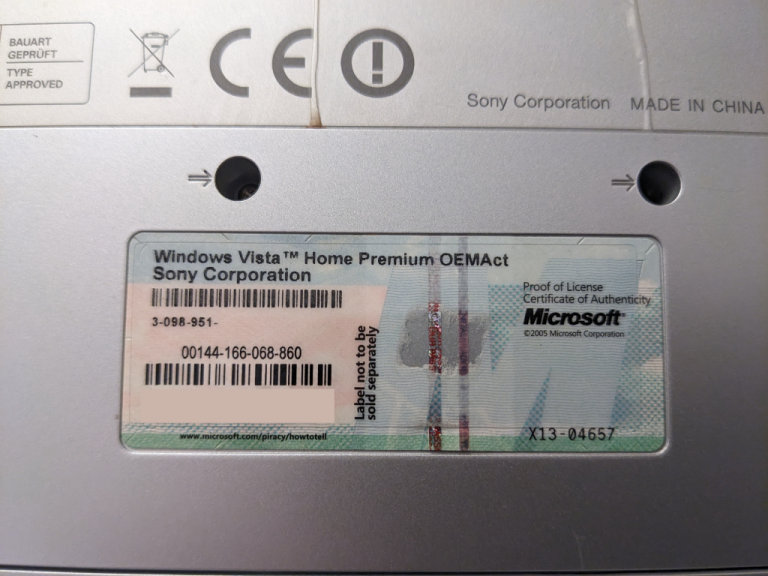 BAUART
GEPRÜFT
TYPE
APPROVED
CE
Sony Corporation MADE IN CHINA
Windows Vista™ Home Premium OEMAct
Sony Corporation
3-098-951-
00144-166-068-860
www.microsoft.com/piracy/howtotell
Label not to be
sold separately
Proof of License
Certificate of Authenticity
Microsoft®
©2005 Microsoft Corporation
X13-04657